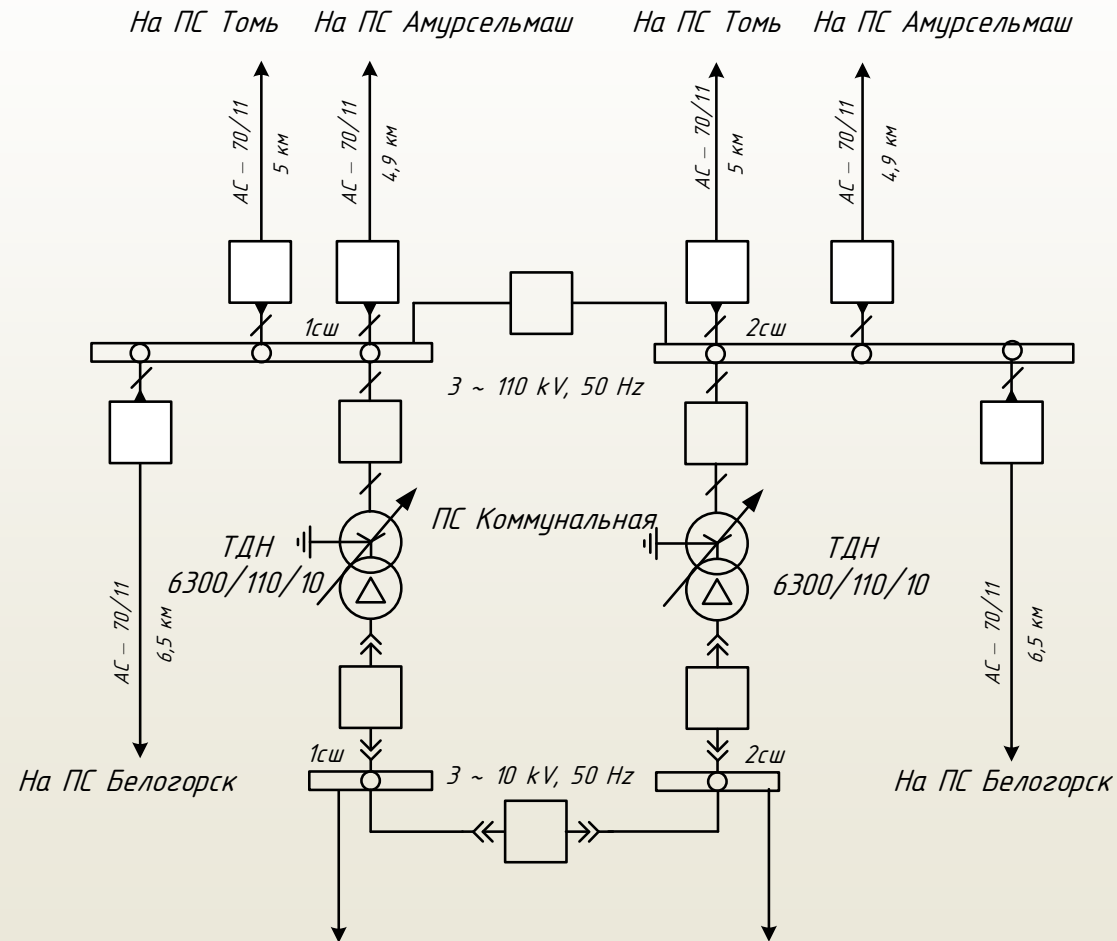 На ПС Томь
На ПС Амурсельмаш
На ПС Томь
На ПС Амурсельмаш
АС – 70/11
5 км
АС – 70/11
4,9 км
АС – 70/11
5 км
АС – 70/11
4,9 км
1сш
2сш
3 ~ 110 kV, 50 Hz
ПС Коммунальная
ТДН
6300/110/10
ТДН
6300/110/10
АС – 70/11
6,5 км
АС – 70/11
6,5 км
1сш
2сш
3 ~ 10 kV, 50 Hz
На ПС Белогорск
На ПС Белогорск